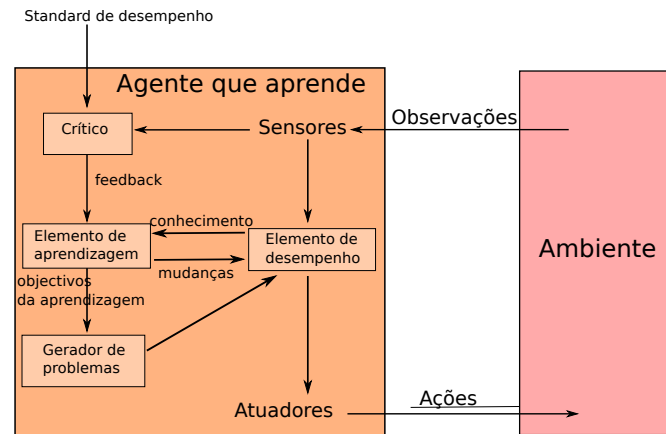 Standard de desempenho
Agente que aprende
Crítico
Sensores
Observações
feedback
conhecimento
Elemento de
aprendizagem
Elemento de
desempenho
mudanças
Ambiente
objectivos
da aprendizagem
Gerador de
problemas
Atuadores
Ações